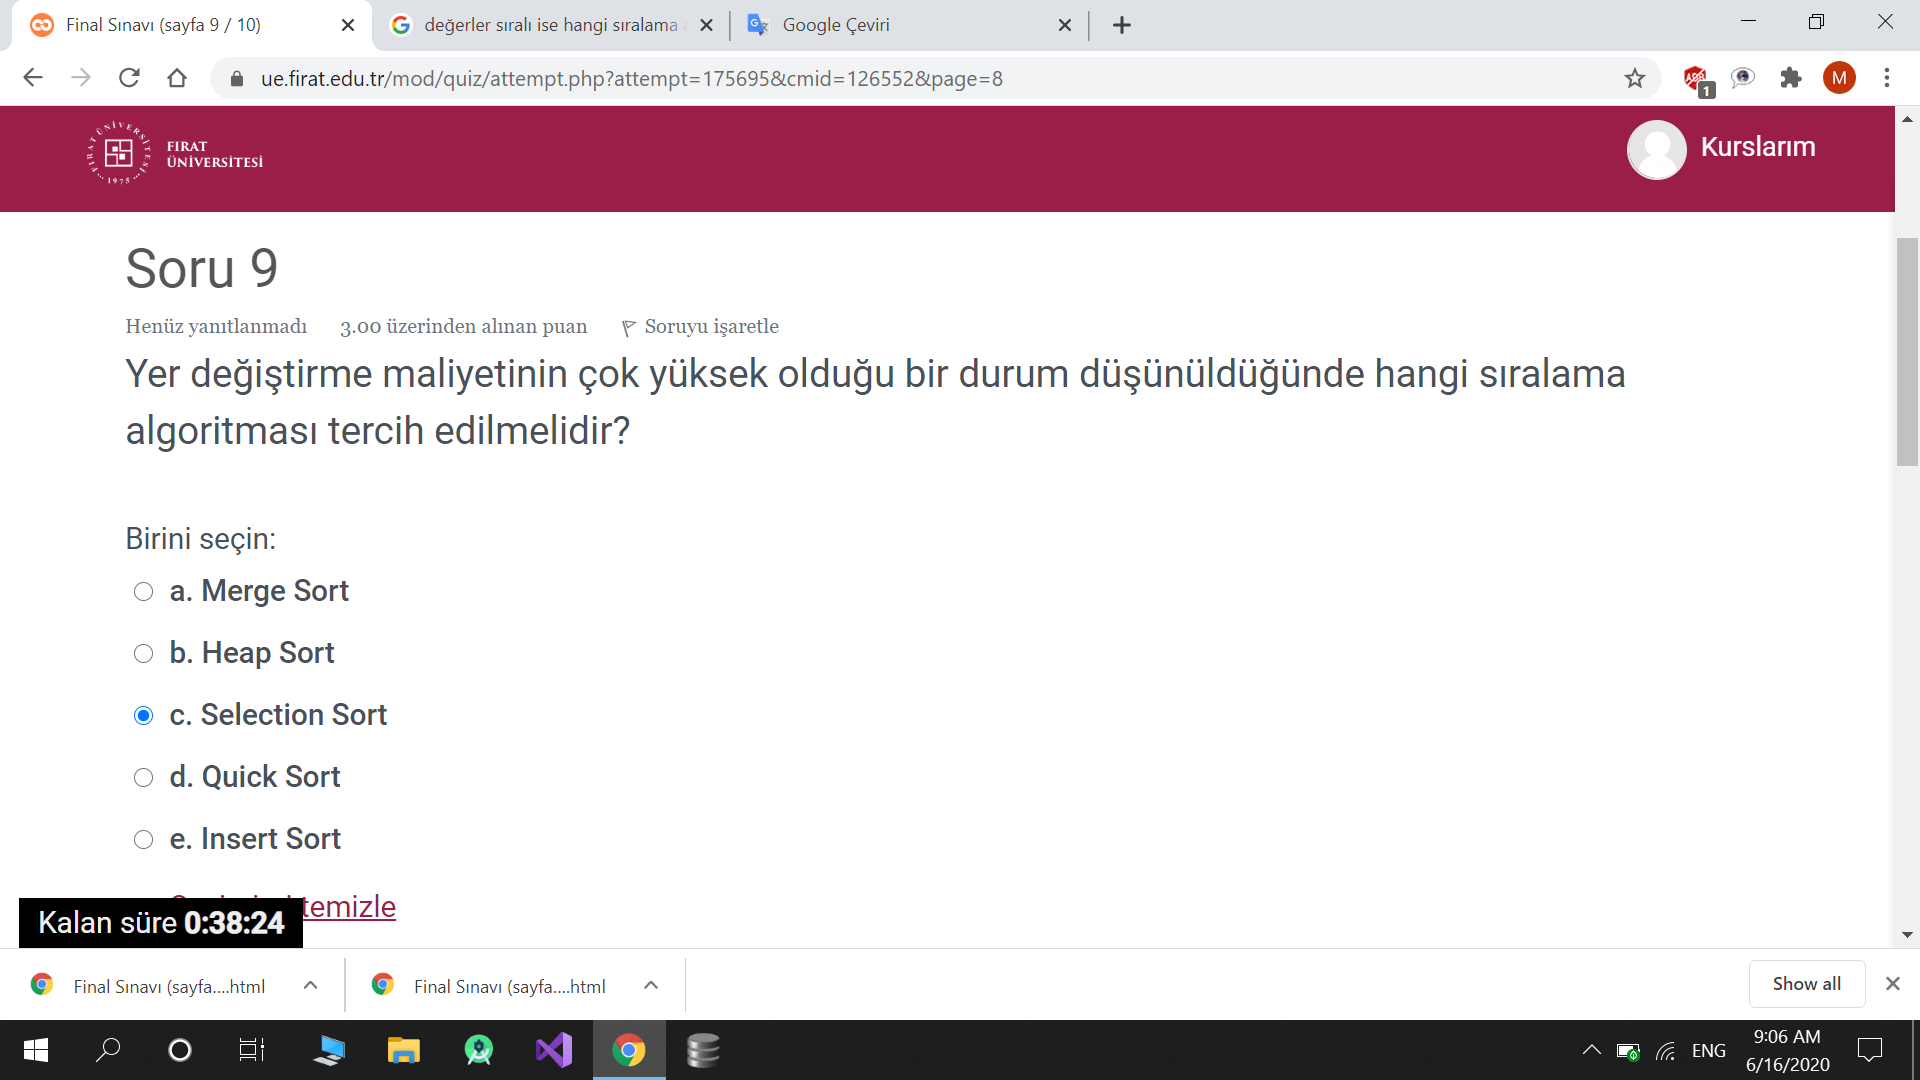 Final Sınavı (sayfa 9 / 10)
değerler sıralı ise hangi sıralama
Google Çeviri
ue.firat.edu.tr/mod/quiz/attempt.php?attempt=175695&cmid=126552&page=8
1
M
FIRAT ÜNİVERSİTESİ
1975
FIRAT
ÜNİVERSİTESİ
Kurslarım
Soru 9
Henüz yanıtlanmadı 3.00 üzerinden alınan puan Soruyu işaretle
Yer değiştirme maliyetinin çok yüksek olduğu bir durum düşünüldüğünde hangi sıralama
algoritması tercih edilmelidir?
Birini seçin:
a. Merge Sort
b. Heap Sort
c. Selection Sort
d. Quick Sort
e. Insert Sort
temizle
Kalan süre 0:38:24
Final Sınavı (sayfa....html
Final Sınavı (sayfa....html
Show all
ENG
9:06 AM
6/16/2020